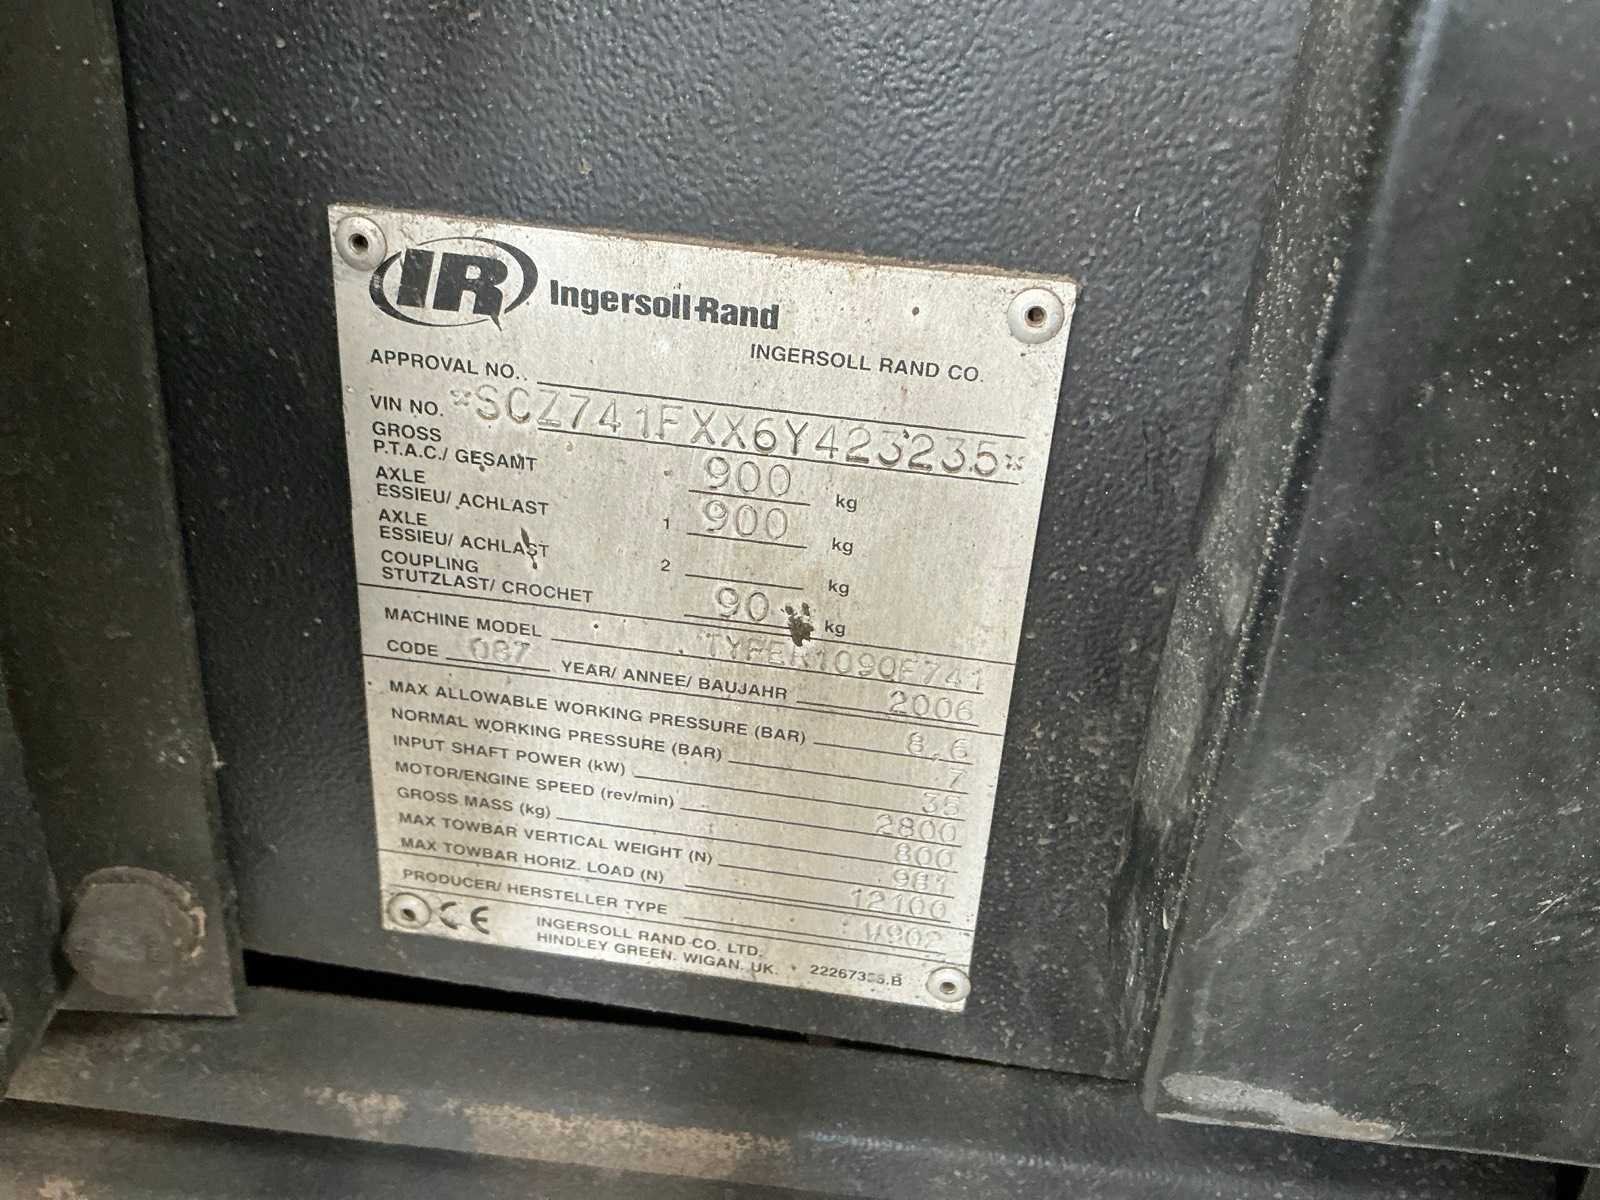 IR Ingersoll-Rand
INGERSOLL RAND CO.
APPROVAL NO.
VIN NO. *SCZ741FXX6Y423235*
GROSS
P.T.A.C./ GESAMT 900 kg
AXLE
ESSIEU/ ACHLAST 1 900 kg
AXLE
ESSIEU/ ACHLAST 2 kg
COUPLING
STUTZLAST/ CROCHET 90 kg
MACHINE MODEL
CODE 087 YEAR/ ANNEE/ BAUJAHR 2006
MAX ALLOWABLE WORKING PRESSURE (BAR) 8,6
NORMAL WORKING PRESSURE (BAR) 7
INPUT SHAFT POWER (kW) 35
MOTOR/ENGINE SPEED (rev/min) 2800
GROSS MASS (kg) 800
MAX TOWBAR VERTICAL WEIGHT (N) 981
MAX TOWBAR HORIZ. LOAD (N) 12100
PRODUCER/ HERSTELLER TYPE
CE
INGERSOLL RAND CO. LTD.
HINDLEY GREEN. WIGAN. UK.